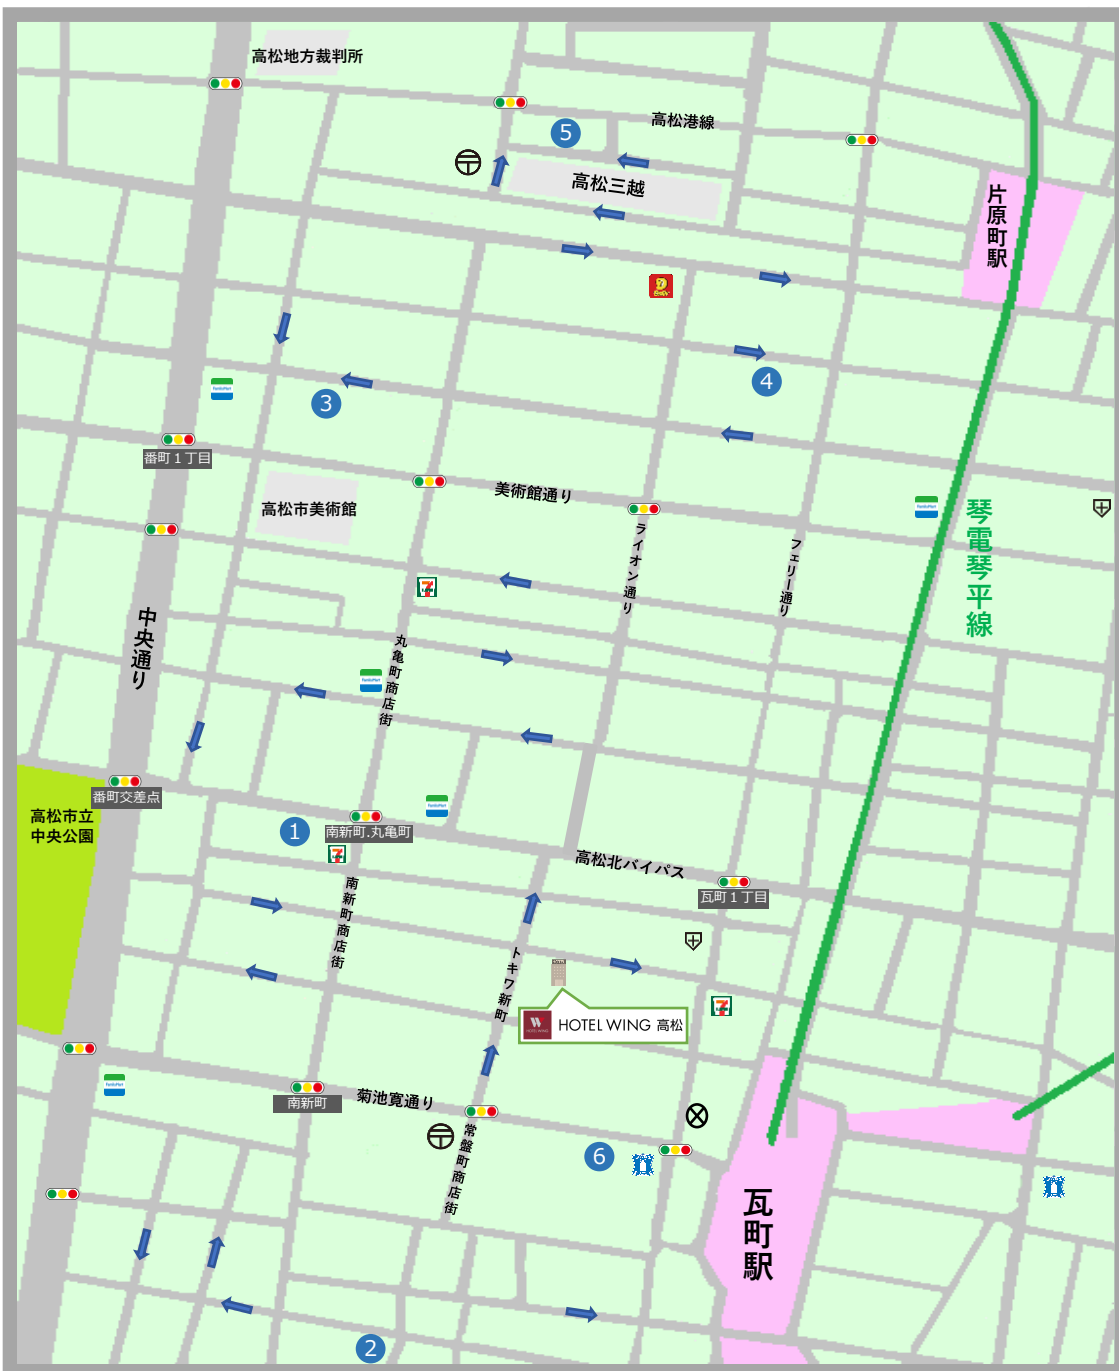 高松地方裁判所
5
高松港線
高松三越
片原町駅
3
4
番町1丁目
高松市美術館
美術館通り
ライオン通り
フェリー通り
琴電琴平線
7
中央通り
丸亀町商店街
FamilyMart
番町交差点
高松市立
中央公園
1
南新町.丸亀町
7
高松北バイパス
瓦町1丁目
南新町商店街
トキワ新町
HOTEL WING 高松
7
南新町
菊池寛通り
常盤町商店街
6
瓦町駅
2